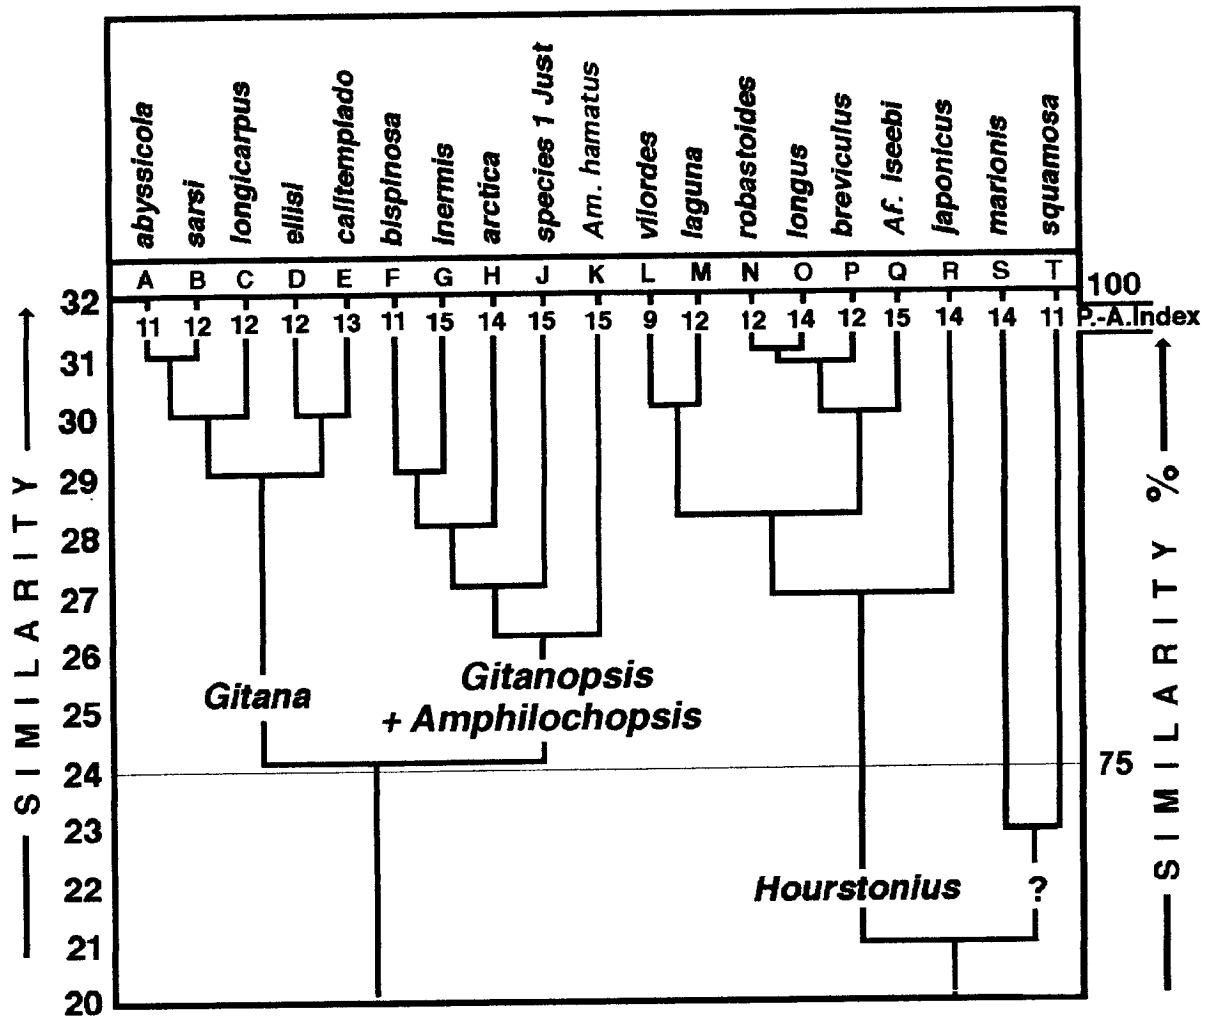 abyssicola
sarsi
longicarpus
ellisi
calitemplado
bispinosa
inermis
arctica
species 1 Just
Am. hamatus
vilordes
laguna
robastoides
longus
breviculus
Af. iseebi
japonicus
marionis
squamosa
A B C D E F G H J K L M N O P Q R S T
100
32
11 12 12 12 13 11 15 14 15 15 9 12 12 14 12 15 14 14 11 P.-A.Index
31
30
29
28
27
26
25
24
23
22
21
20
SIMILARITY
Gitana
Gitanopsis
+ Amphilochopsis
75
Hourstonius
?
SIMILARITY %